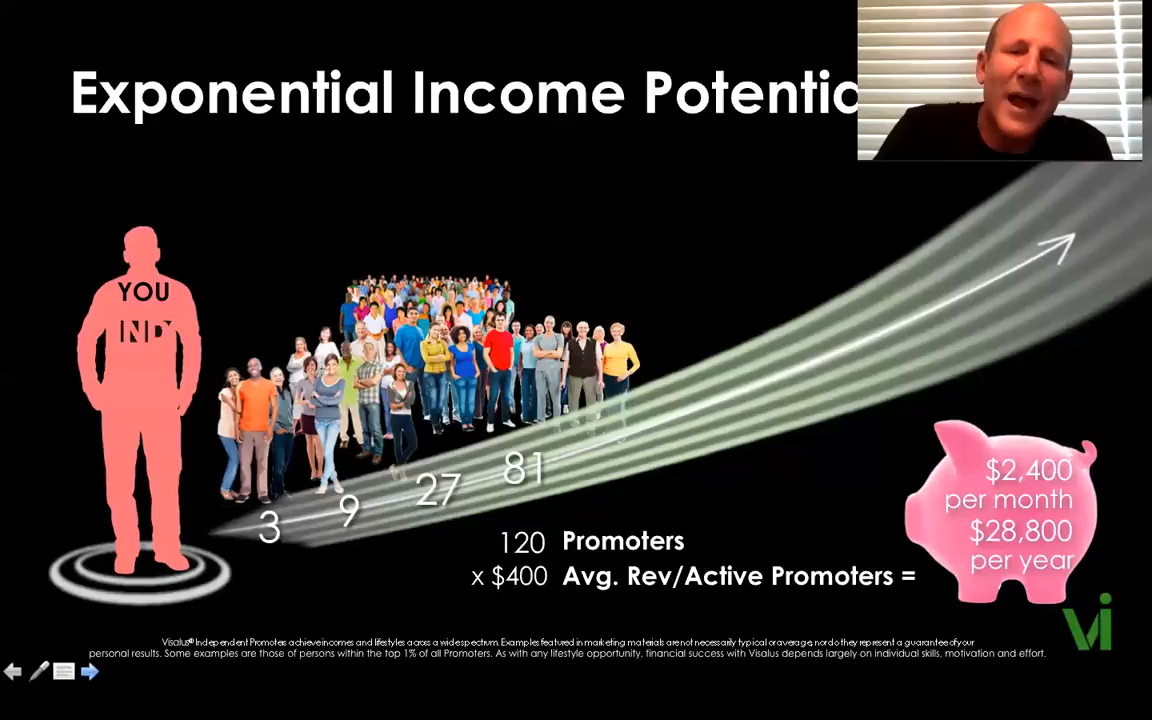 Exponential Income Potentia
YOU
IND
3
9
27
81
120 Promoters
x $400 Avg. Rev/Active Promoters =
$2,400
per month
$28,800
per year
vi
Visalus® Independent Promoters achieve incomes and lifestyles across a wide spectrum. Examples featured in marketing materials are not necessarily typical or average, nor do they represent a guarantee of your
personal results. Some examples are those of persons within the top 1% of all Promoters. As with any lifestyle opportunity, financial success with Visalus depends largely on individual skills, motivation and effort.